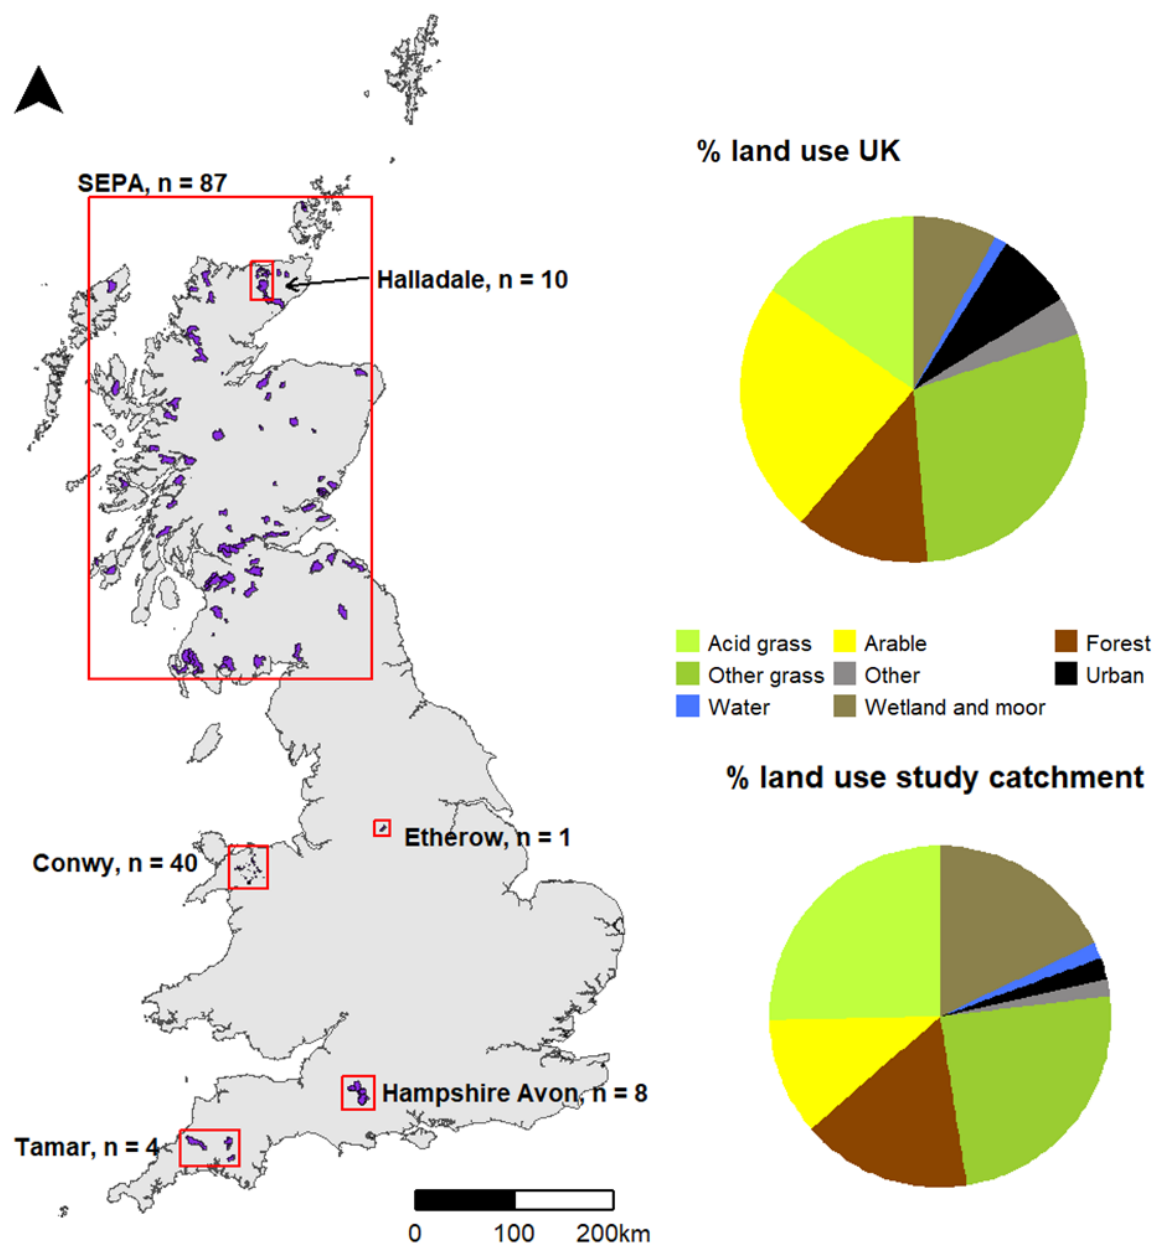 % land use UK
SEPA, n = 87
Halladale, n = 10
Acid grass
Arable
Forest
Other grass
Other
Urban
Water
Wetland and moor
% land use study catchment
Etherow, n = 1
Conwy, n = 40
Hampshire Avon, n = 8
Tamar, n = 4
0 100 200km